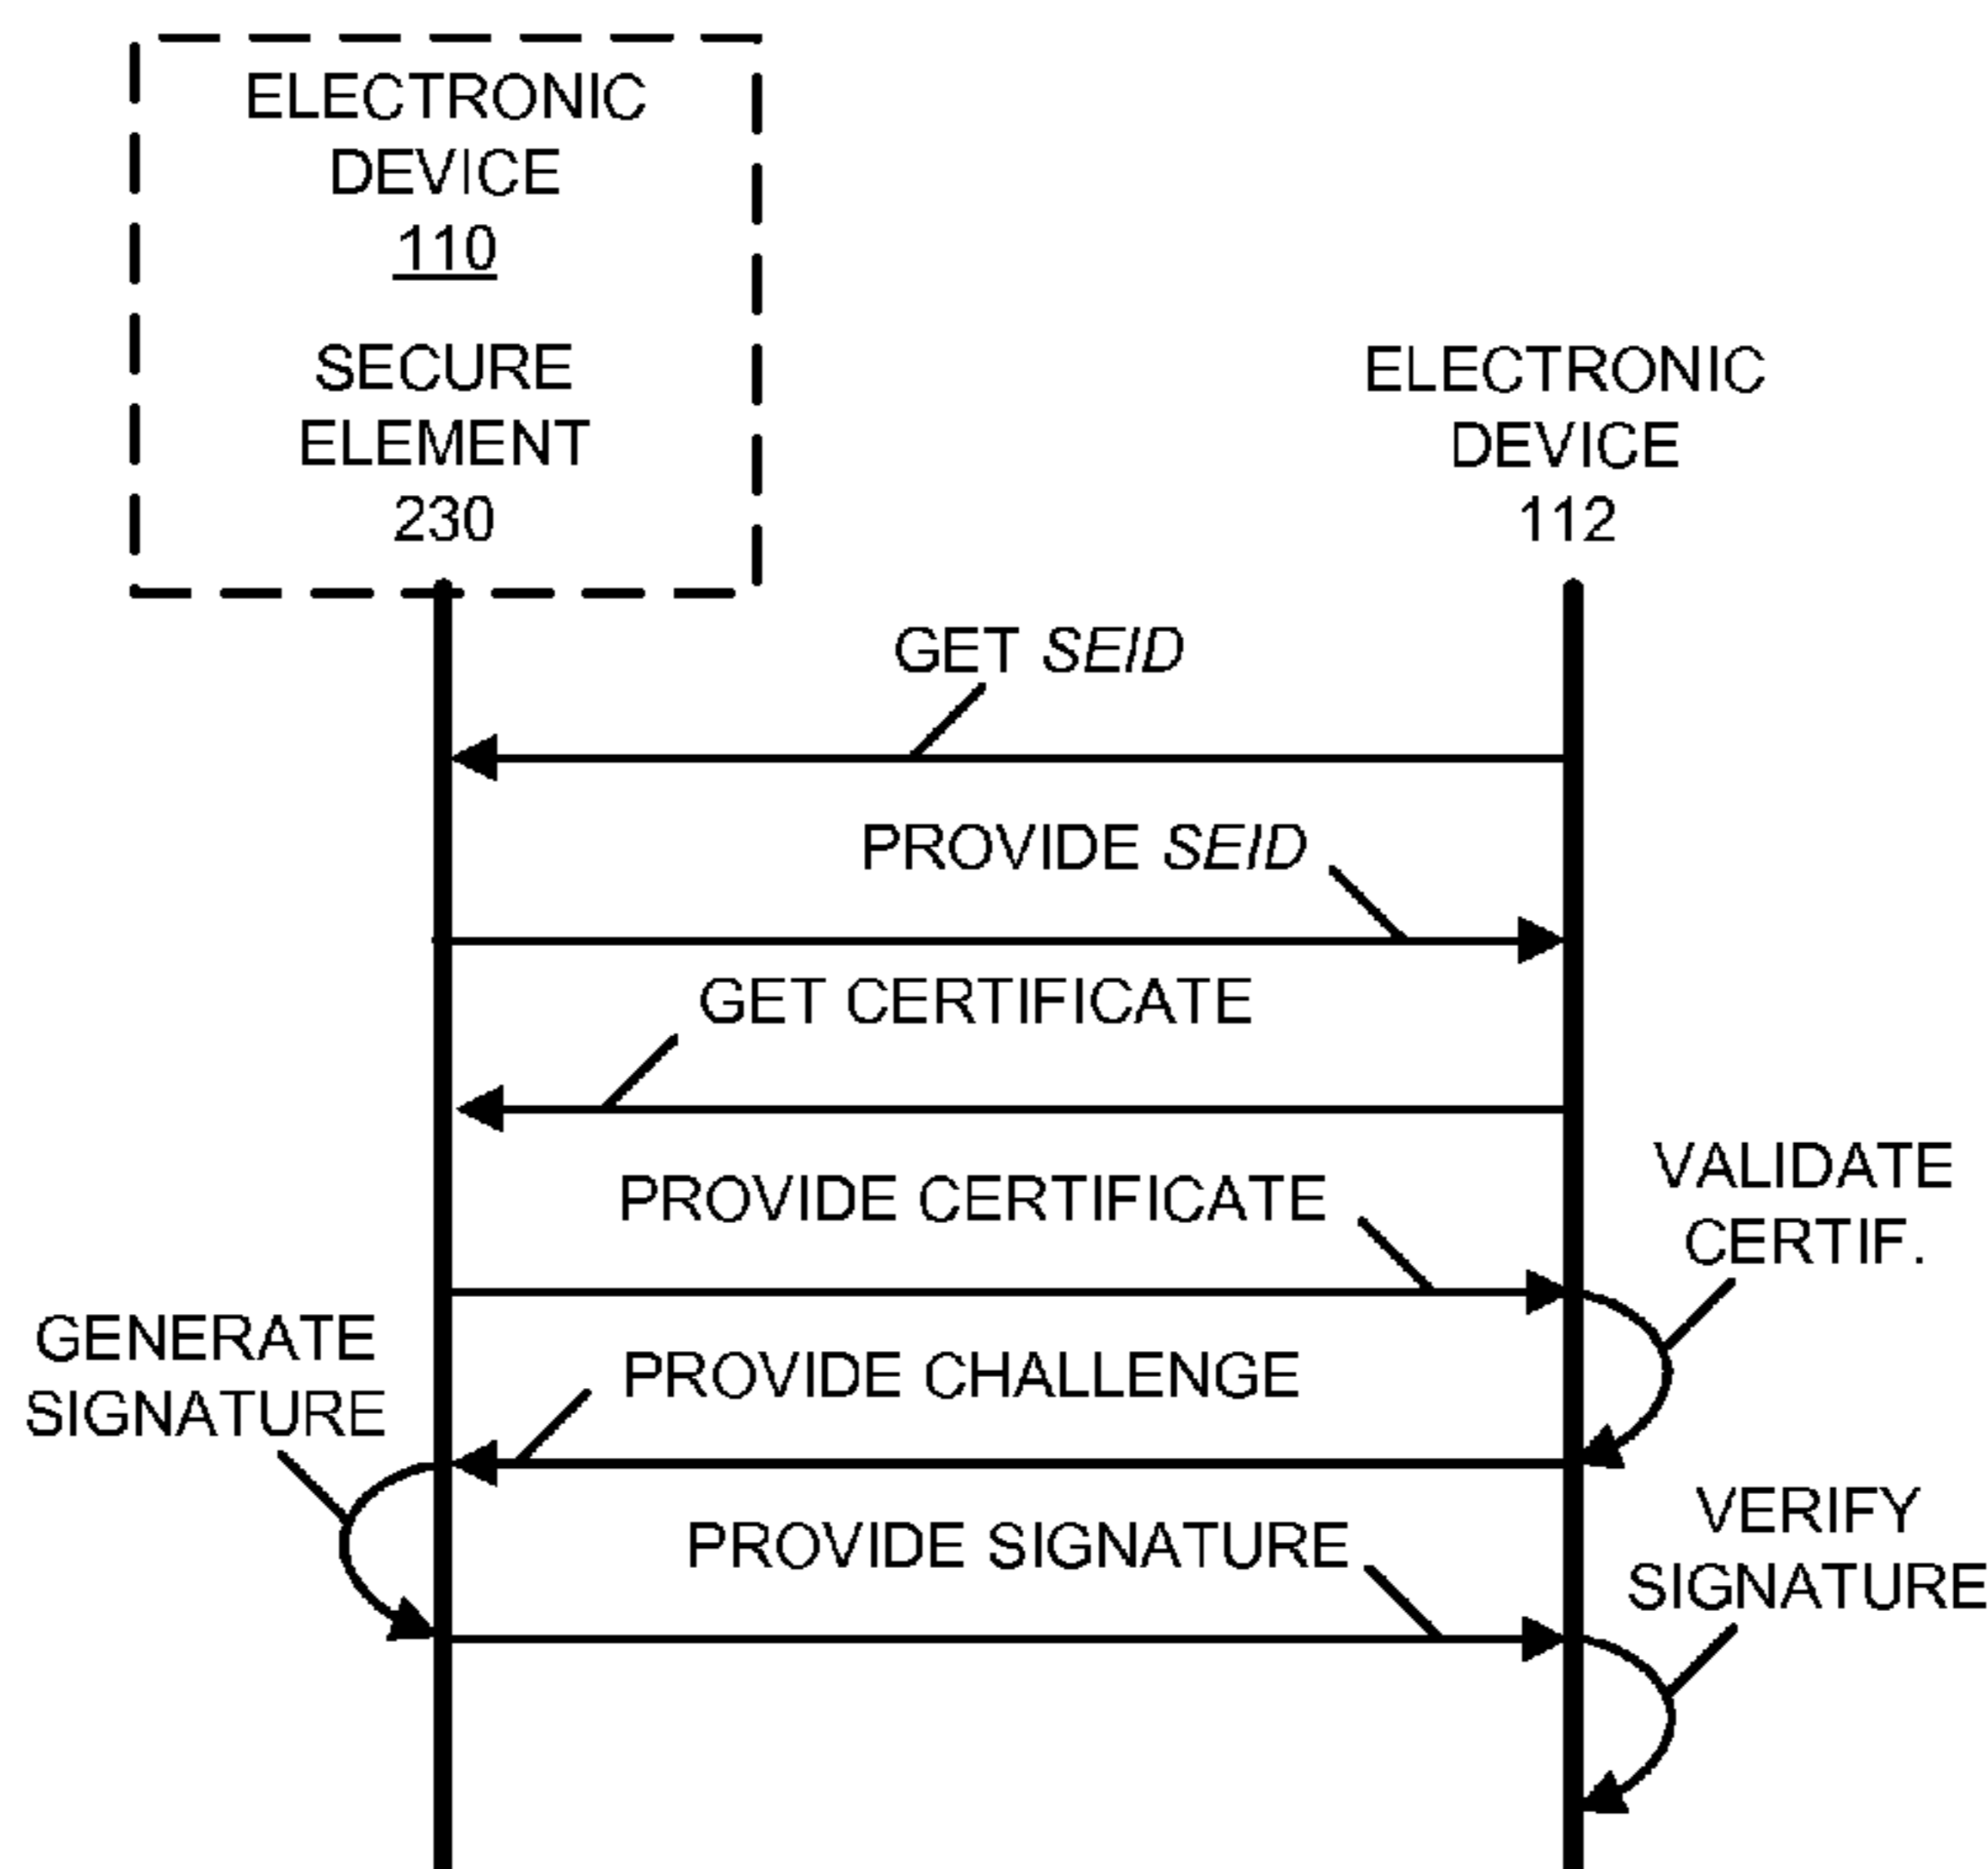 ELECTRONIC
DEVICE
110
SECURE
ELEMENT
230
ELECTRONIC
DEVICE
112
GET SEID
PROVIDE SEID
GET CERTIFICATE
PROVIDE CERTIFICATE
VALIDATE
CERTIF.
GENERATE
SIGNATURE
PROVIDE CHALLENGE
PROVIDE SIGNATURE
VERIFY
SIGNATURE